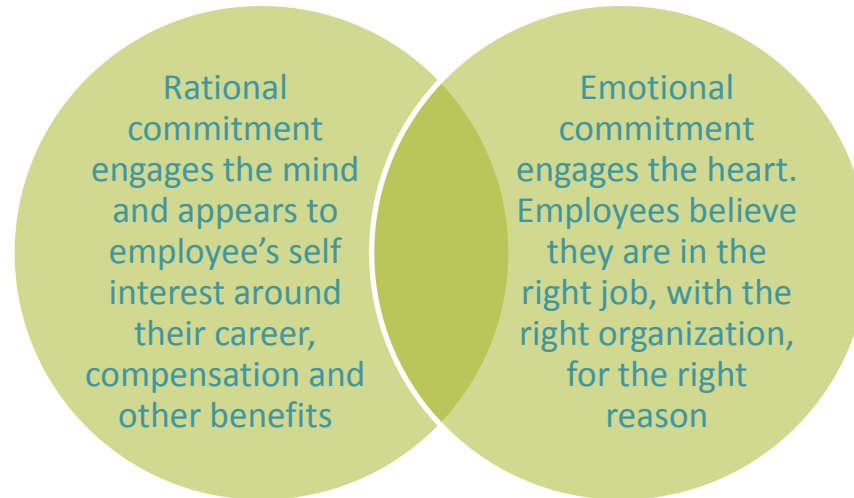 Rational
commitment
engages the mind
and appears to
employee's self
interest around
their career,
compensation and
other benefits
Emotional
commitment
engages the heart.
Employees believe
they are in the
right job, with the
right organization,
for the right
reason